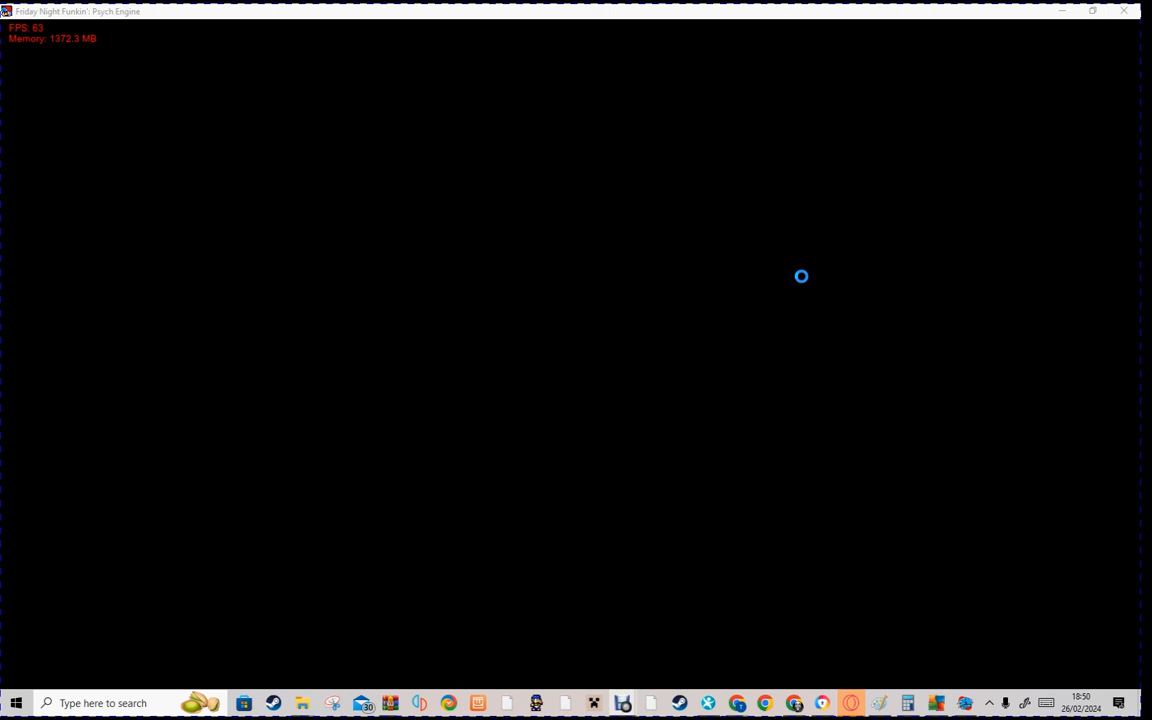 Friday Night Funkin': Psych Engine
FPS: 63
Memory: 1372.3 MB
Type here to search
30
18:50
26/02/2024